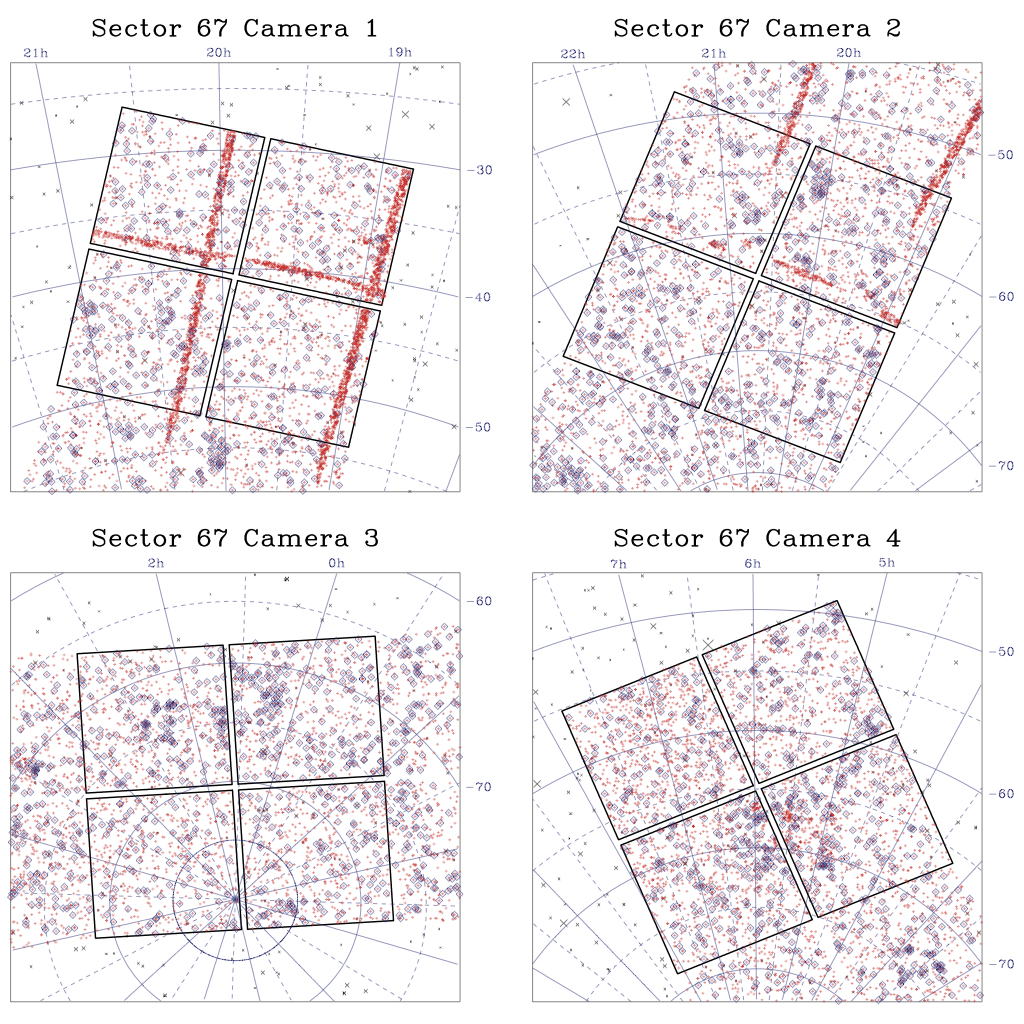 Sector 67 Camera 1
21h 20h 19h
-30
-40
-50
Sector 67 Camera 2
22h 21h 20h
-50
-60
-70
Sector 67 Camera 3
2h 0h
-60
-70
Sector 67 Camera 4
7h 6h 5h
-50
-60
-70